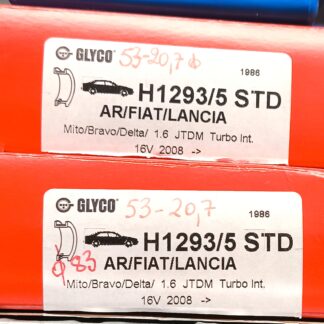 GLYCO
53-20,7 ф
1986
H1293/5 STD
AR/FIAT/LANCIA
Mito/Bravo/Delta/ 1.6 JTDM Turbo Int.
16V 2008 ->
GLYCO
53-20,7
1986
H1293/5 STD
ф 83
AR/FIAT/LANCIA
Mito/Bravo/Delta/ 1.6 JTDM Turbo Int.
16V 2008 ->